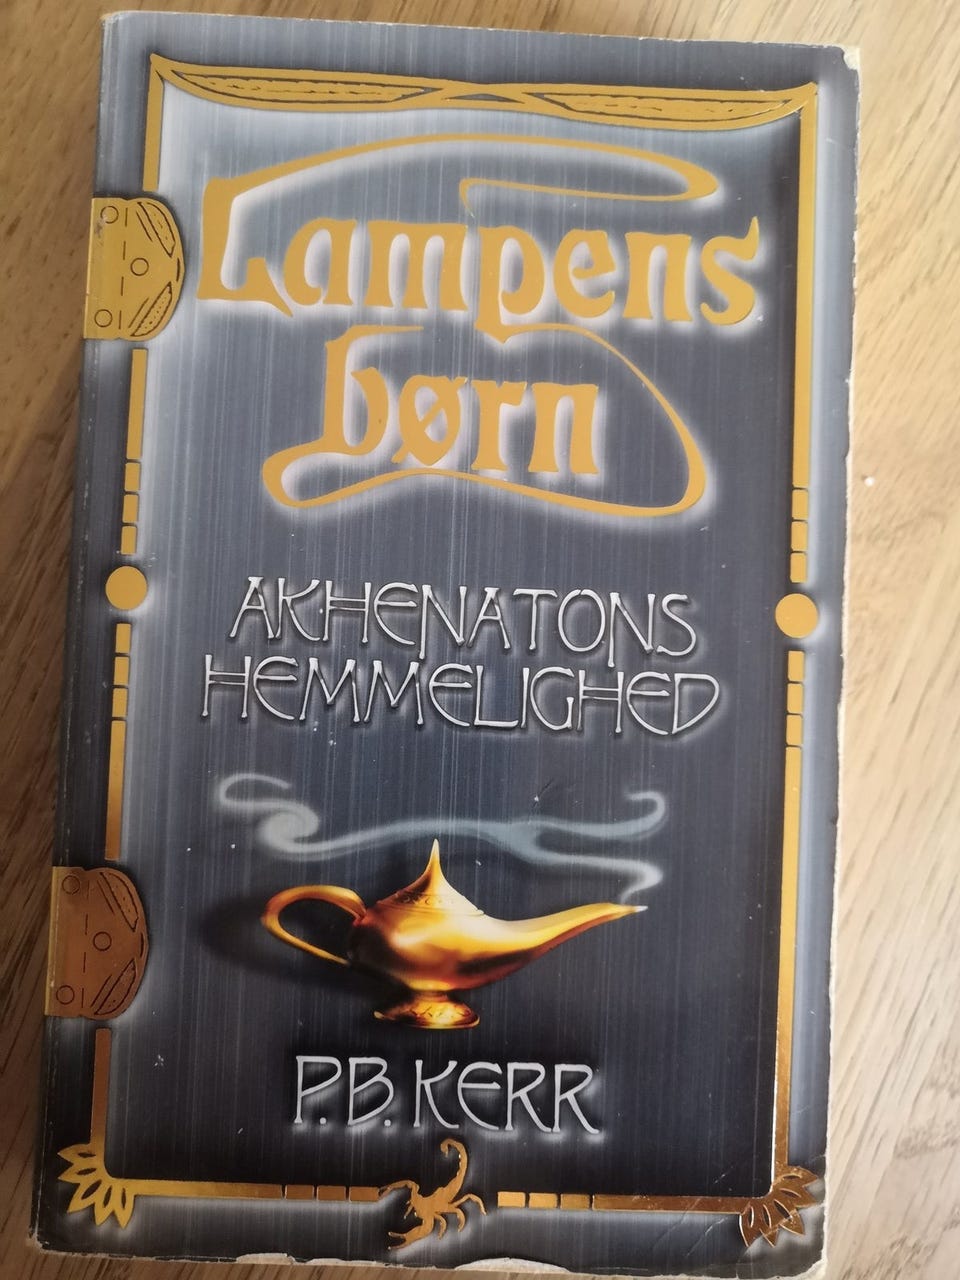 Lampens
børn
AKHENATONS
HEMMELIGHED
P.B. KERR